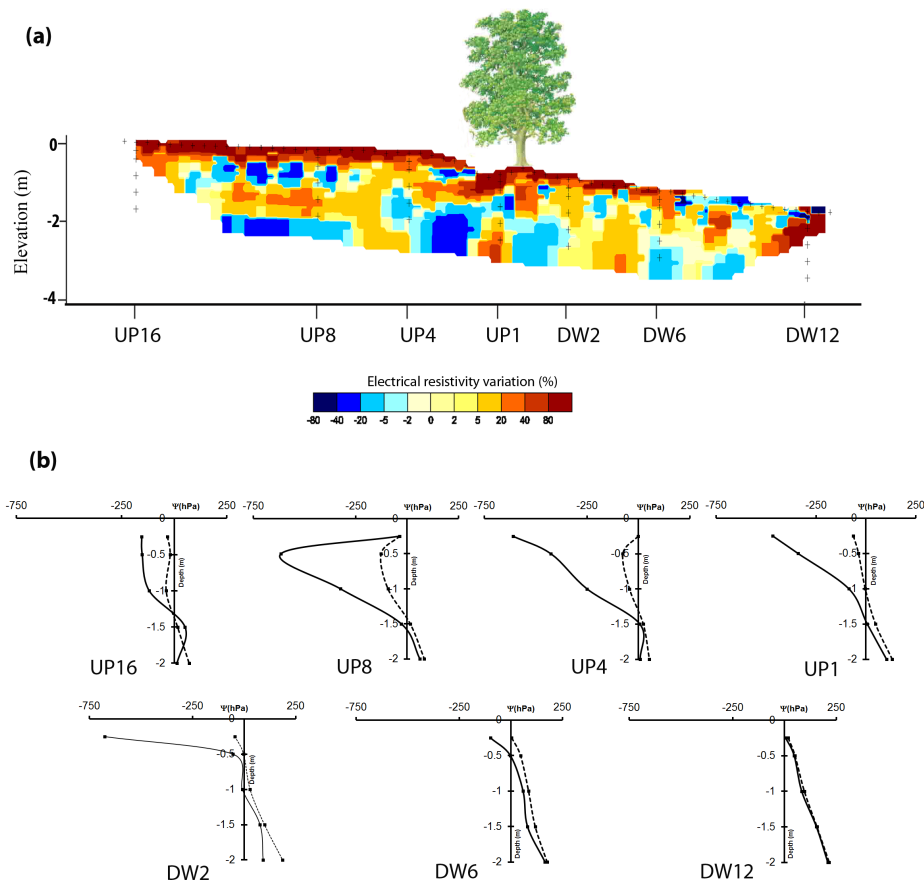 (a)
Elevation (m)
0
-2
-4
UP16 UP8 UP4 UP1 DW2 DW6 DW12
Electrical resistivity variation (%)
-80 -40 -20 -5 -2 0 2 5 20 40 80
(b)
-750 -250 Ψ(hPa) 250
0
-0.5
-1
-1.5
-2
Depth (m)
UP16
-750 -250 Ψ(hPa) 250
0
-0.5
-1
-1.5
-2
Depth (m)
UP8
-750 -250 Ψ(hPa) 250
0
-0.5
-1
-1.5
-2
Depth (m)
UP4
-750 -250 Ψ(hPa) 250
0
-0.5
-1
-1.5
-2
Depth (m)
UP1
-750 -250 Ψ(hPa) 250
0
-0.5
-1
-1.5
-2
Depth (m)
DW2
-750 -250 Ψ(hPa) 250
0
-0.5
-1
-1.5
-2
Depth (m)
DW6
-750 -250 Ψ(hPa) 250
0
-0.5
-1
-1.5
-2
Depth (m)
DW12